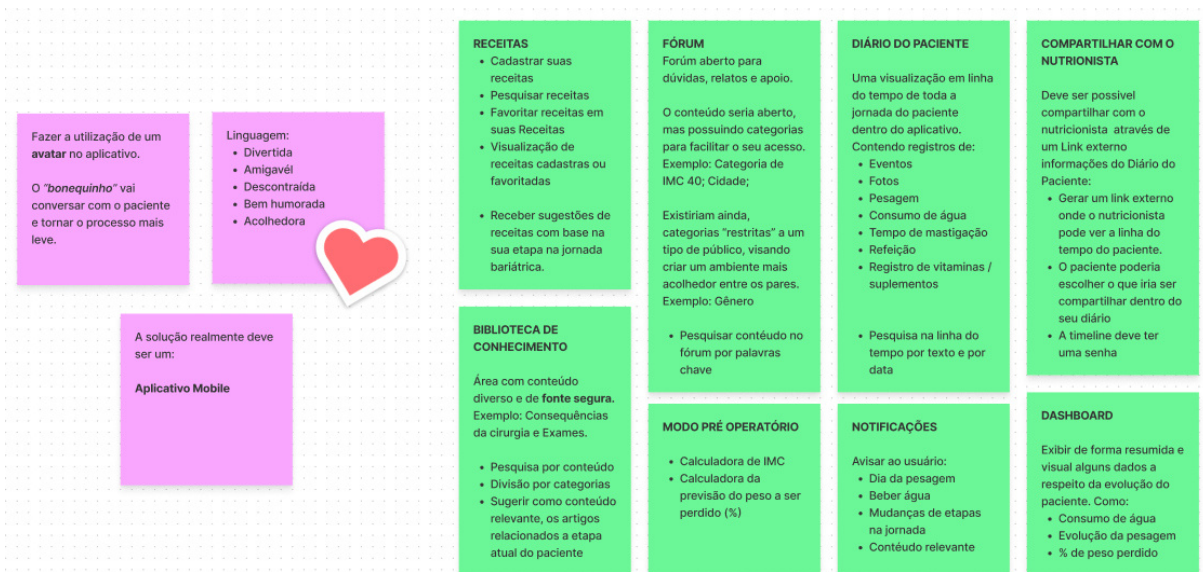 Fazer a utilização de um
avatar no aplicativo.
O "bonequinho" vai
conversar com o paciente
e tornar o processo mais
leve.
Linguagem:
• Divertida
• Amigavél
• Descontraída
• Bem humorada
• Acolhedora
A solução realmente deve
ser um:
Aplicativo Mobile
RECEITAS
• Cadastrar suas
receitas
• Pesquisar receitas
• Favoritar receitas em
suas Receitas
• Visualização de
receitas cadastras ou
favoritadas
• Receber sugestões de
receitas com base na
sua etapa na jornada
bariátrica.
BIBLIOTECA DE
CONHECIMENTO
Área com conteúdo
diverso e de fonte segura.
Exemplo: Consequências
da cirurgia e Exames.
• Pesquisa por conteúdo
• Divisão por categorias
• Sugerir como conteúdo
relevante, os artigos
relacionados a etapa
atual do paciente
FÓRUM
Forúm aberto para
dúvidas, relatos e apoio.
O conteúdo seria aberto,
mas possuindo categorias
para facilitar o seu acesso.
Exemplo: Categoria de
IMC 40; Cidade;
Existiriam ainda,
categorias "restritas" a um
tipo de público, visando
criar um ambiente mais
acolhedor entre os pares.
Exemplo: Gênero
• Pesquisar contéudo no
fórum por palavras
chave
MODO PRÉ OPERATÓRIO
• Calculadora de IMC
• Calculadora da
previsão do peso a ser
perdido (%)
DIÁRIO DO PACIENTE
Uma visualização em linha
do tempo de toda a
jornada do paciente
dentro do aplicativo.
Contendo registros de:
• Eventos
• Fotos
• Pesagem
• Consumo de água
• Tempo de mastigação
• Refeição
• Registro de vitaminas /
suplementos
• Pesquisa na linha do
tempo por texto e por
data
NOTIFICAÇÕES
Avisar ao usuário:
• Dia da pesagem
• Beber água
• Mudanças de etapas
na jornada
• Contéudo relevante
COMPARTILHAR COM O
NUTRIONISTA
Deve ser possivel
compartilhar com o
nutricionista através de
um Link externo
informações do Diário do
Paciente:
• Gerar um link externo
onde o nutricionista
pode ver a linha do
tempo do paciente.
• O paciente poderia
escolher o que iria ser
compartilhar dentro do
seu diário
• A timeline deve ter
uma senha
DASHBOARD
Exibir de forma resumida e
visual alguns dados a
respeito da evolução do
paciente. Como:
• Consumo de água
• Evolução da pesagem
• % de peso perdido